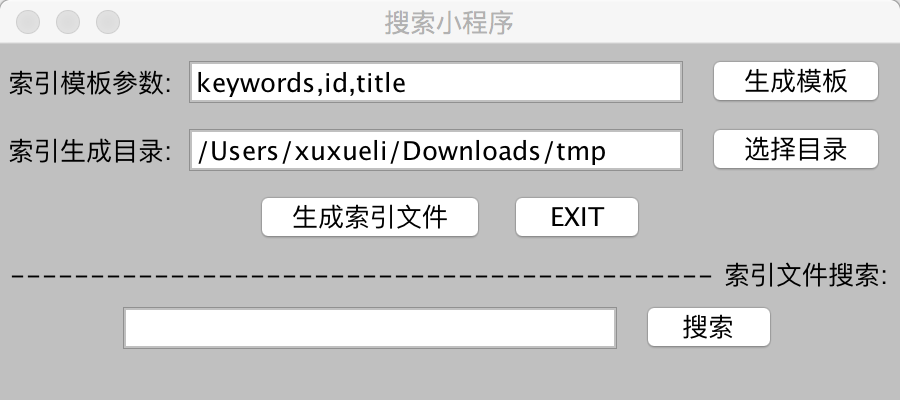 搜索小程序
索引模板参数: keywords,id,title 生成模板
索引生成目录: /Users/xuxueli/Downloads/tmp 选择目录
生成索引文件 EXIT
-------------------------------------------- 索引文件搜索:
搜索